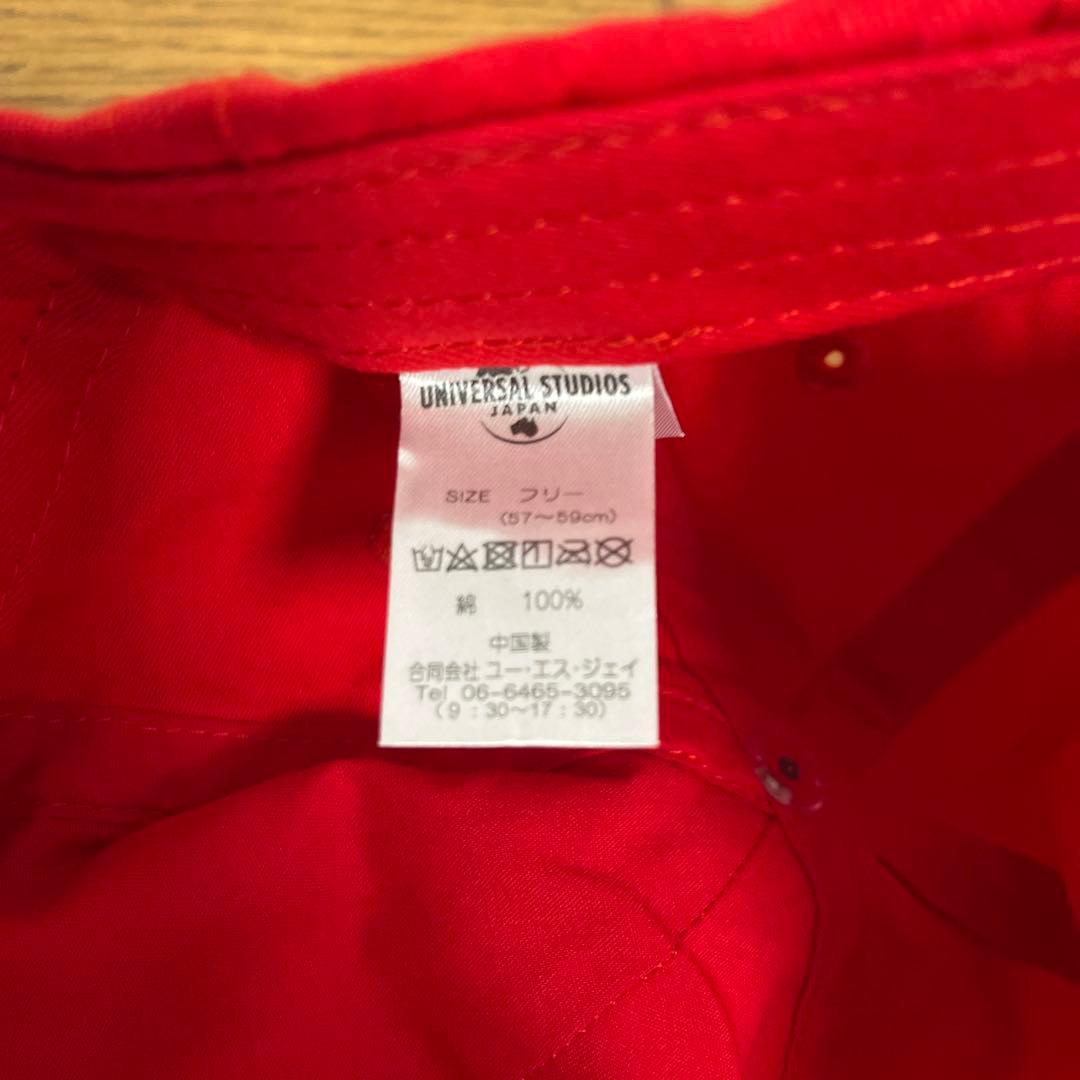 UNIVERSAL STUDIOS
JAPAN
SIZE フリー
(57～59cm)
綿 100%
中国製
合同会社 ユー・エス・ジェイ
Tel 06-6465-3095
(9：30～17：30)